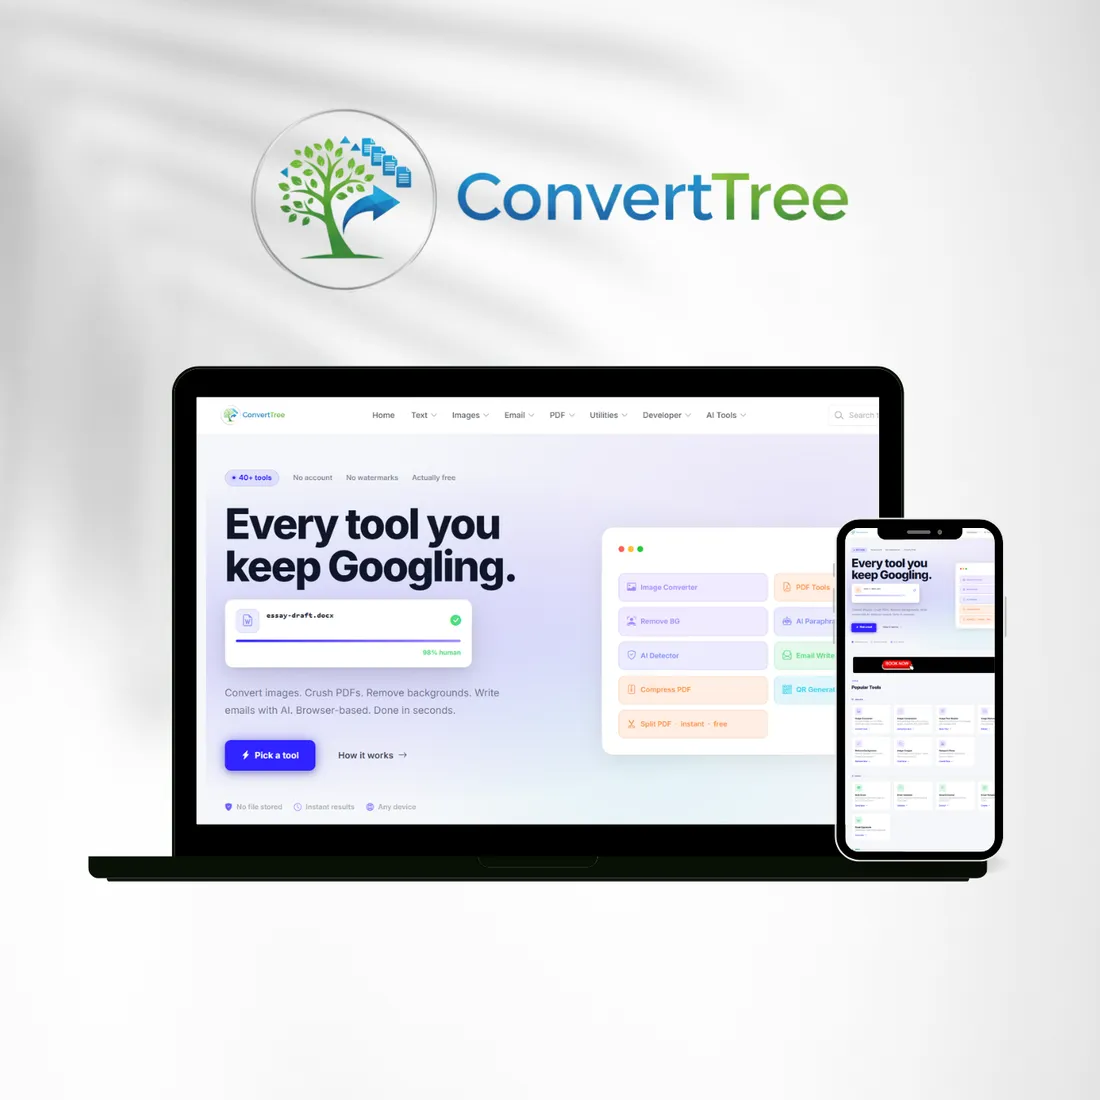 ConvertTree
ConvertTree
Home Text Images Email PDF Utilities Developer AI Tools Search
40+ tools No account No watermarks Actually free
Every tool you
keep Googling.
essay-draft.docx
98% human
Convert images. Crush PDFs. Remove backgrounds. Write
emails with AI. Browser-based. Done in seconds.
Pick a tool How it works →
No file stored Instant results Any device
Image Converter PDF Tools
Remove BG AI Paraphr
AI Detector Email Write
Compress PDF QR Generat
Split PDF · instant · free
Every tool you
keep Googling.
BOOK NOW
Popular Tools